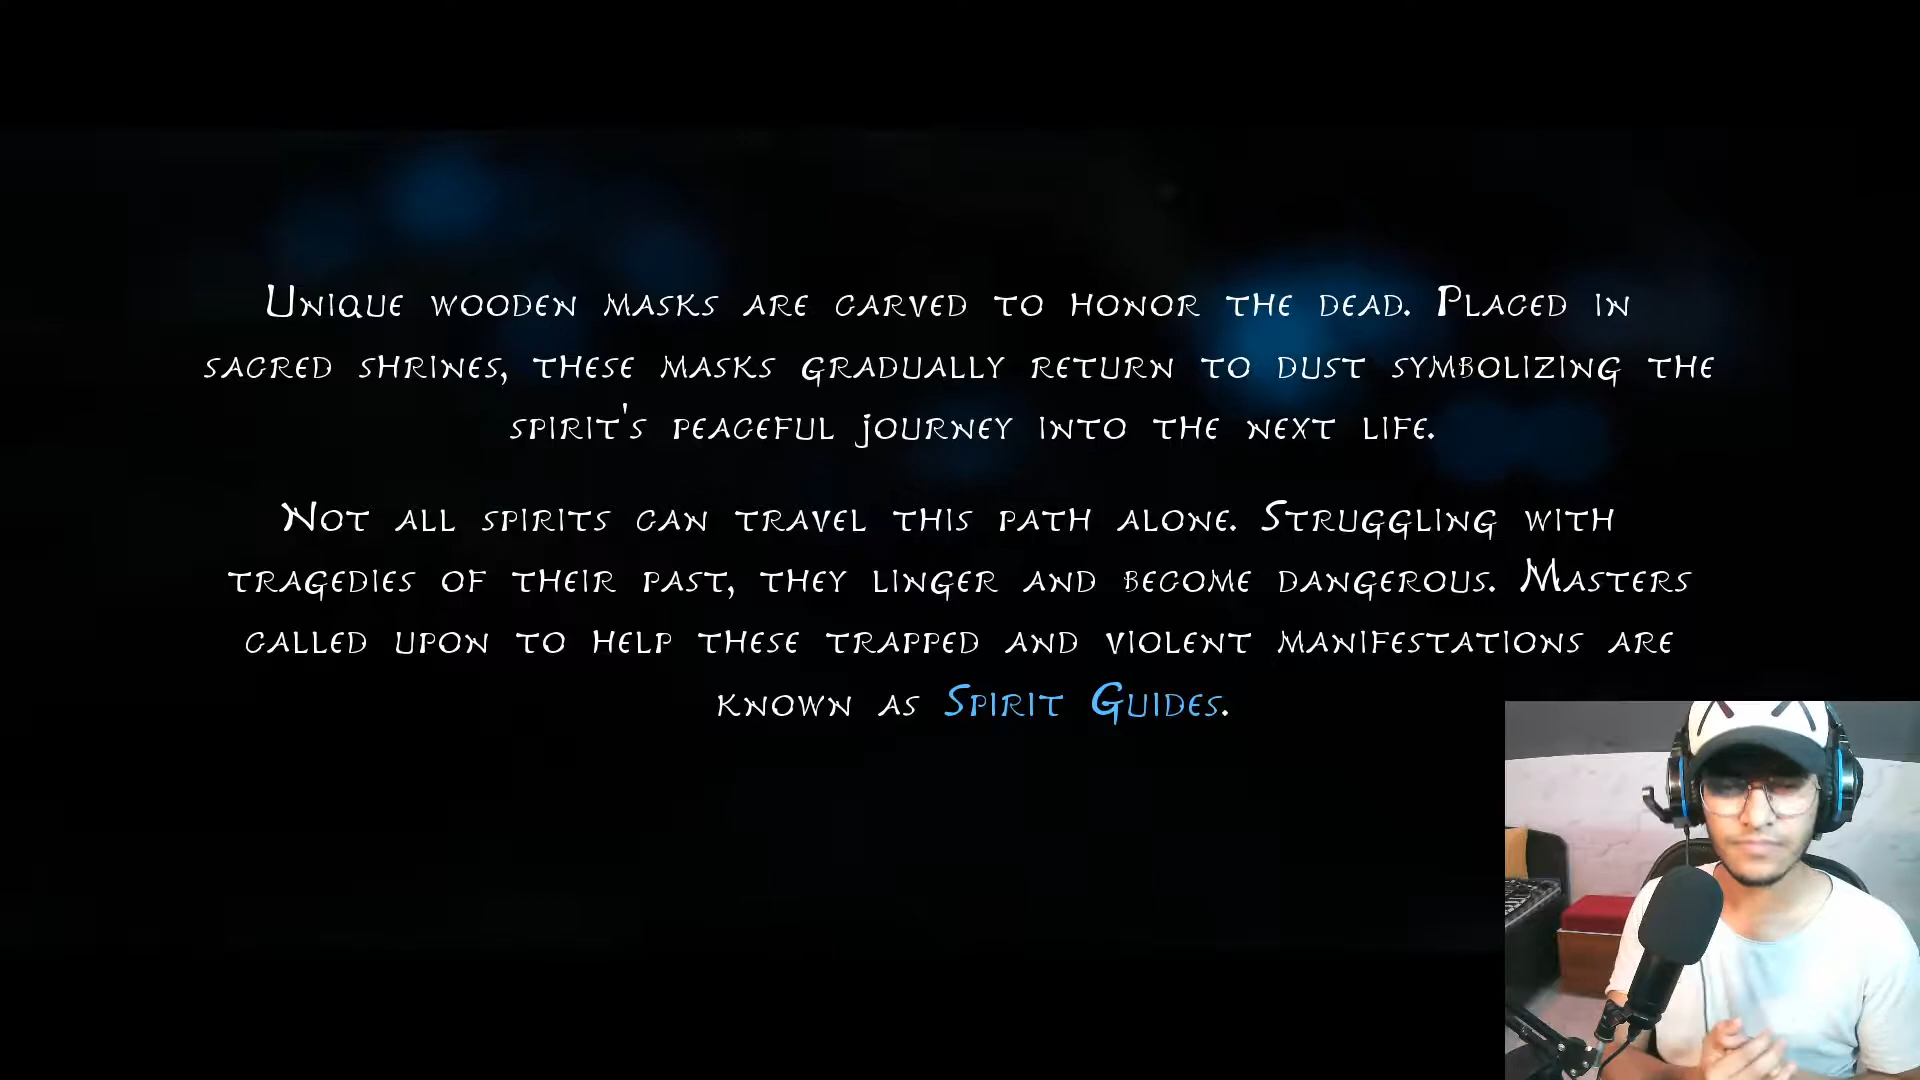 Unique wooden masks are carved to honor the dead. Placed in
sacred shrines, these masks gradually return to dust symbolizing the
spirit's peaceful journey into the next life.
Not all spirits can travel this path alone. Struggling with
tragedies of their past, they linger and become dangerous. Masters
called upon to help these trapped and violent manifestations are
known as Spirit Guides.